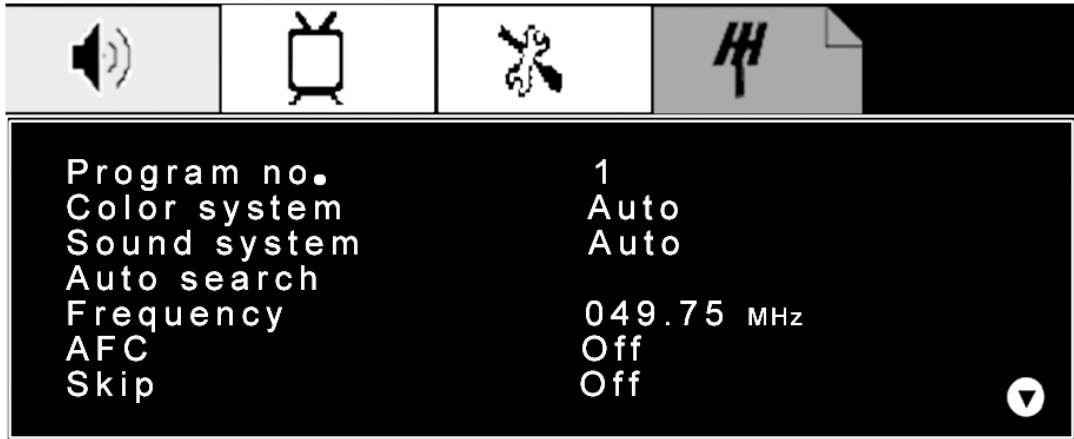 Program no. 1
Color system Auto
Sound system Auto
Auto search
Frequency 049.75 MHz
AFC Off
Skip Off